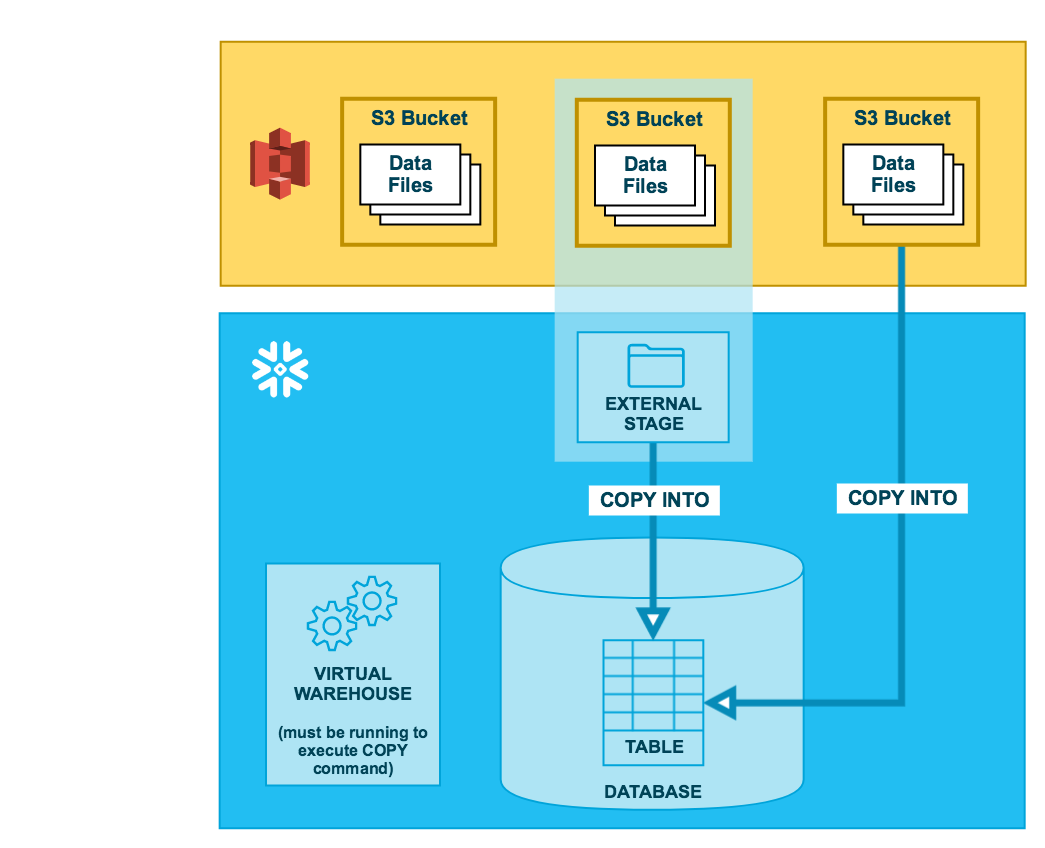 S3 Bucket
Data
Files
S3 Bucket
Data
Files
S3 Bucket
Data
Files
EXTERNAL
STAGE
COPY INTO
COPY INTO
VIRTUAL
WAREHOUSE
(must be running to
execute COPY
command)
TABLE
DATABASE